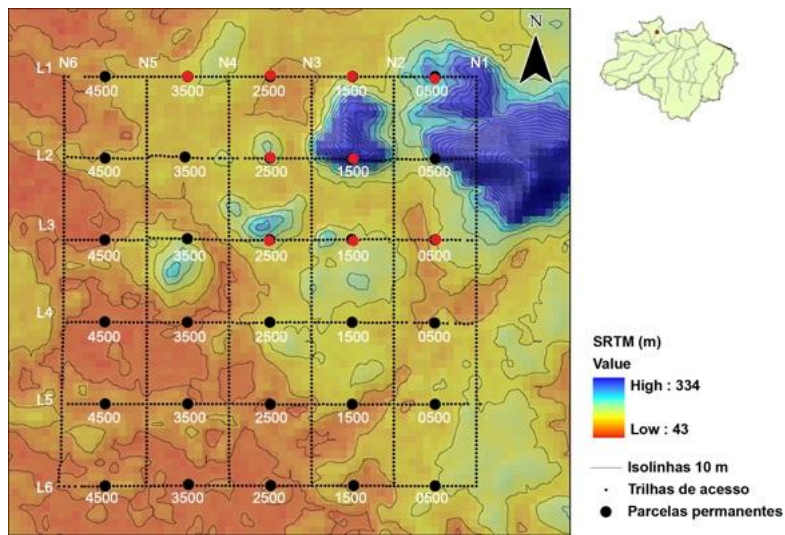 N
N6 N5 N4 N3 N2 N1
L1
4500 3500 2500 1500 0500
L2
4500 3500 2500 1500 0500
L3
4500 3500 2500 1500 0500
L4
4500 3500 2500 1500 0500
L5
4500 3500 2500 1500 0500
L6
4500 3500 2500 1500 0500
SRTM (m)
Value
High : 334
Low : 43
Isolinhas 10 m
Trilhas de acesso
Parcelas permanentes